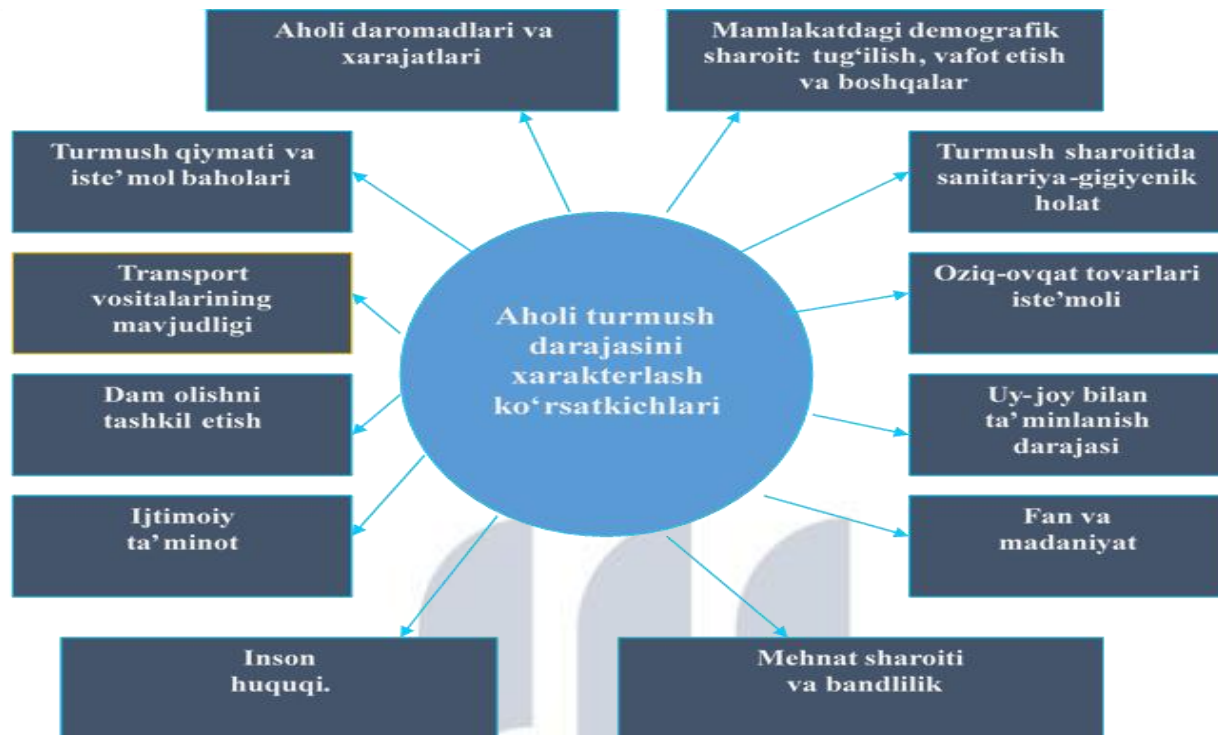 Aholi daromadlari va
xarajatlari
Mamlakatdagi demografik
sharoit: tug‘ilish, vafot etish
va boshqalar
Turmush qiymati va
iste’mol baholari
Turmush sharoitida
sanitariya-gigiyenik
holat
Transport
vositalarining
mavjudligi
Oziq-ovqat tovarlari
iste’moli
Aholi turmush
darajasini
xarakterlash
ko‘rsatkichlari
Dam olishni
tashkil etish
Uy-joy bilan
ta’minlanish
darajasi
Ijtimoiy
ta’minot
Fan va
madaniyat
Inson
huquqi.
Mehnat sharoiti
va bandlilik